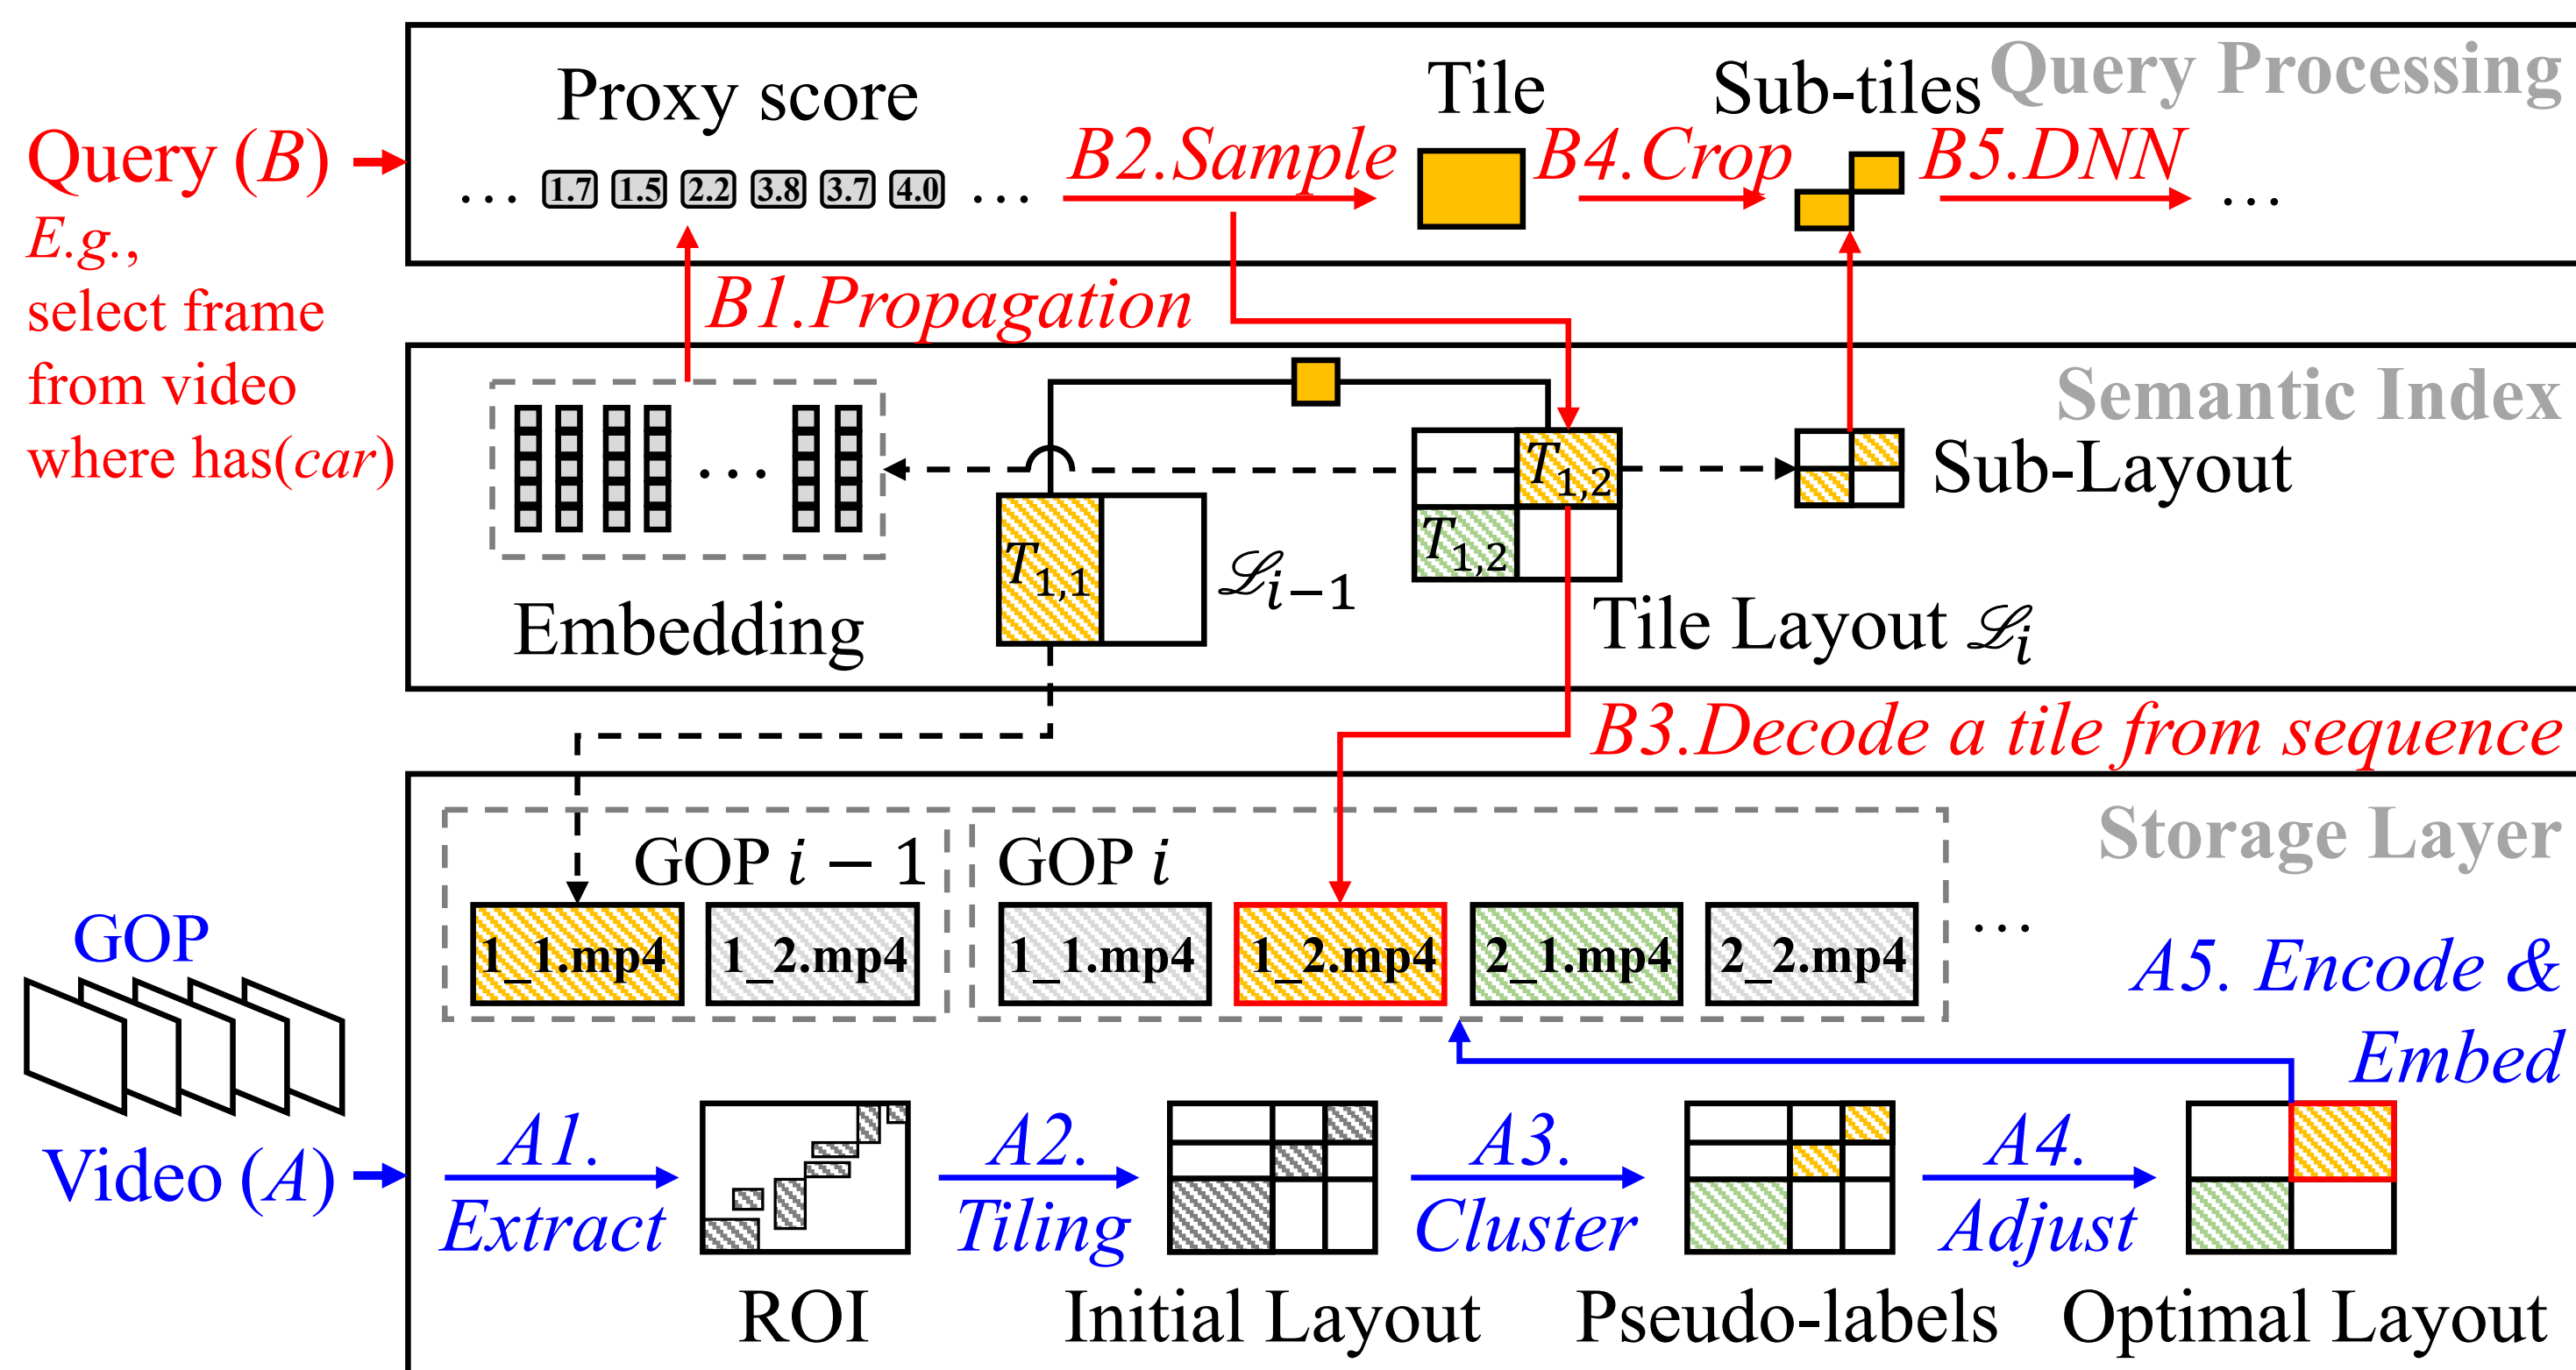 Query Processing
Proxy score
Tile
Sub-tiles
Query (B)
E.g.,
select frame
from video
where has(car)
… 1.7 1.5 2.2 3.8 3.7 4.0 …
B2.Sample
B4.Crop
B5.DNN
…
B1.Propagation
Semantic Index
…
Embedding
T1,1
ℒi−1
T1,2
T1,2
Tile Layout ℒi
Sub-Layout
B3.Decode a tile from sequence
Storage Layer
GOP i − 1
GOP i
1_1.mp4
1_2.mp4
1_1.mp4
1_2.mp4
2_1.mp4
2_2.mp4
…
A5. Encode &
Embed
GOP
Video (A)
A1.
Extract
A2.
Tiling
A3.
Cluster
A4.
Adjust
ROI
Initial Layout
Pseudo-labels
Optimal Layout